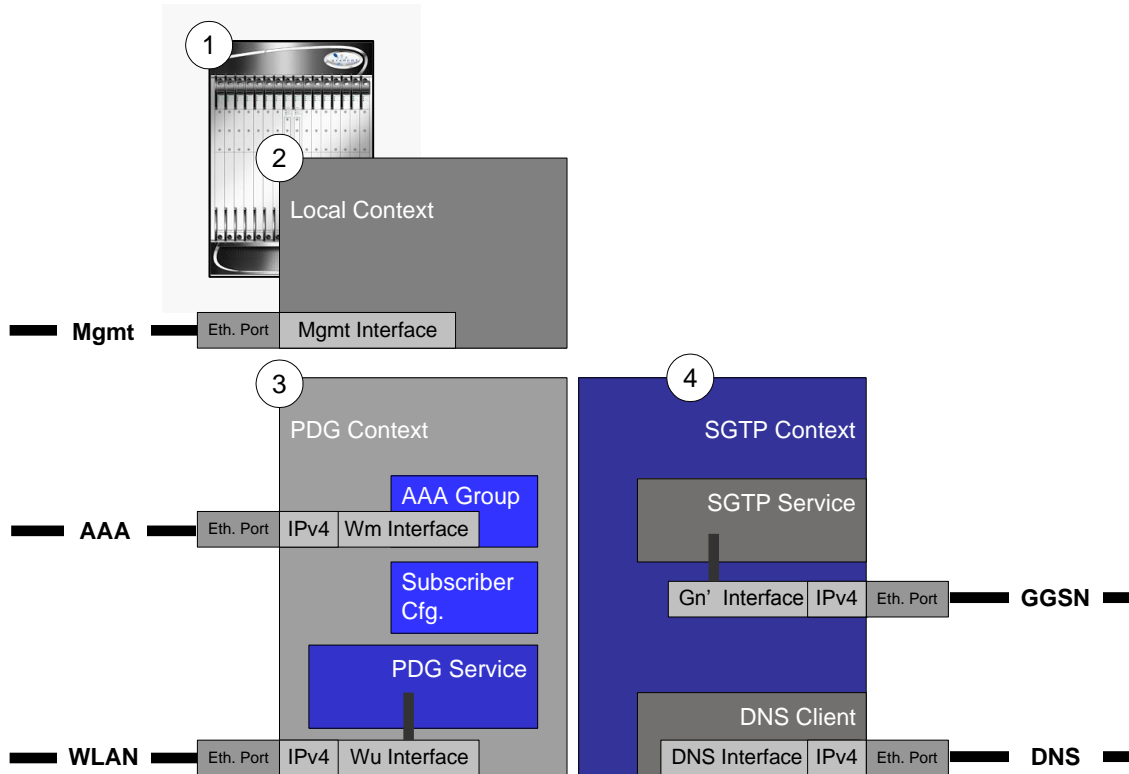 1
2
Local Context
Mgmt Eth. Port Mgmt Interface
3
4
PDG Context
SGTP Context
AAA Group
SGTP Service
AAA Eth. Port IPv4 Wm Interface
Subscriber
Cfg.
Gn' Interface IPv4 Eth. Port GGSN
PDG Service
DNS Client
WLAN Eth. Port IPv4 Wu Interface
DNS Interface IPv4 Eth. Port DNS